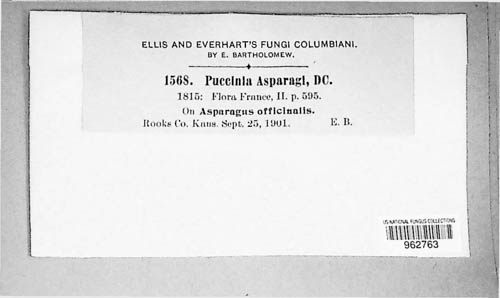 ELLIS AND EVERHART'S FUNGI COLUMBIANI.
BY E. BARTHOLOMEW.
1568. Puccinia Asparagi, DC.
1815: Flora France, II. p. 595.
On Asparagus officinalis.
Rooks Co. Kans. Sept. 25, 1901. E. B.
US NATIONAL FUNGUS COLLECTIONS
962763